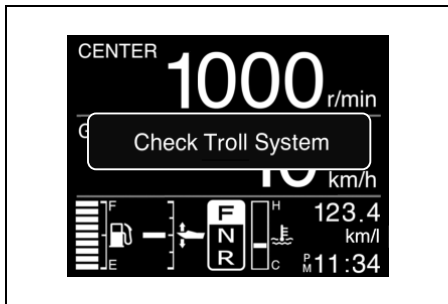 CENTER
1000 r/min
G
Check Troll System
km/h
F
E
F
N
R
H
C
123.4
km/l
PM 11:34